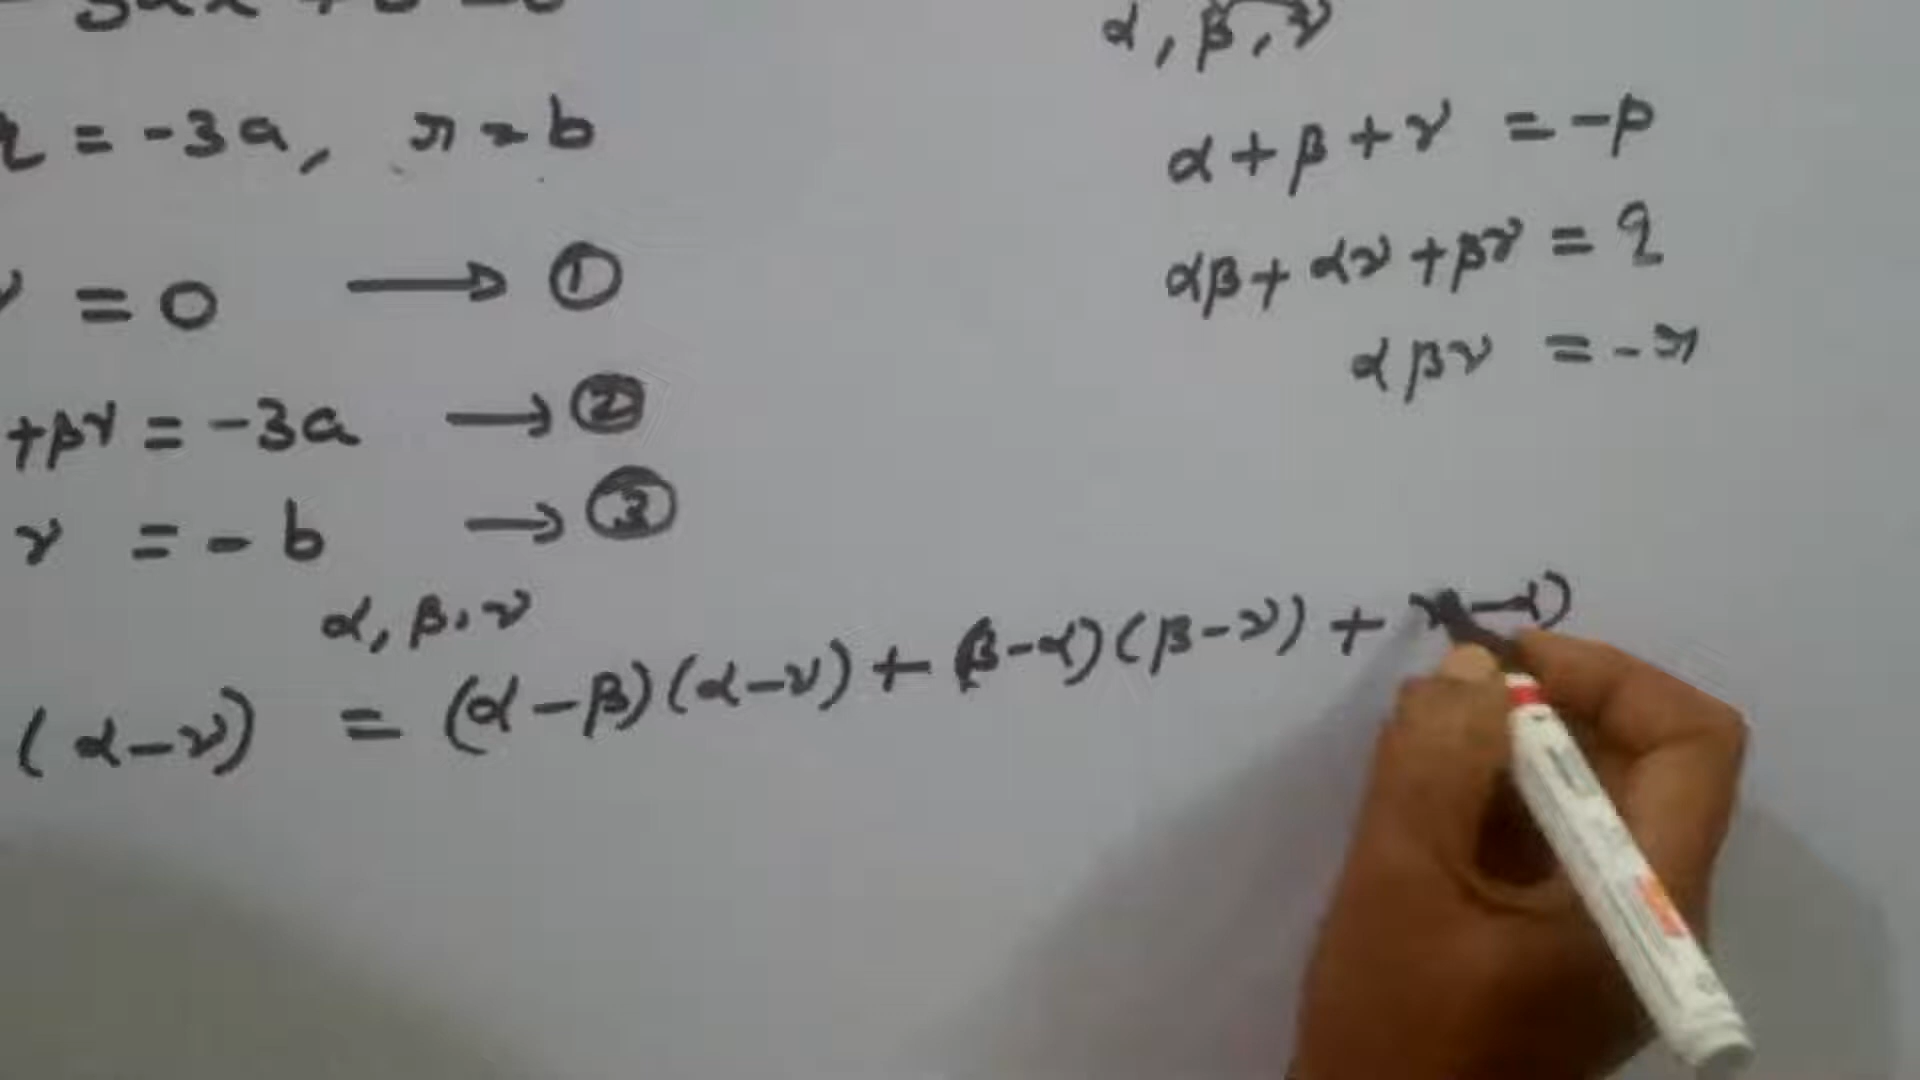 α, β, γ
= -3a, r = b
α + β + γ = -p
= 0 → ①
αβ + αγ + βγ = q
αβγ = -r
+βγ = -3a → ②
γ = -b → ③
α, β, γ
(α-γ) = (α-β)(α-γ) + (β-α)(β-γ) + -α)